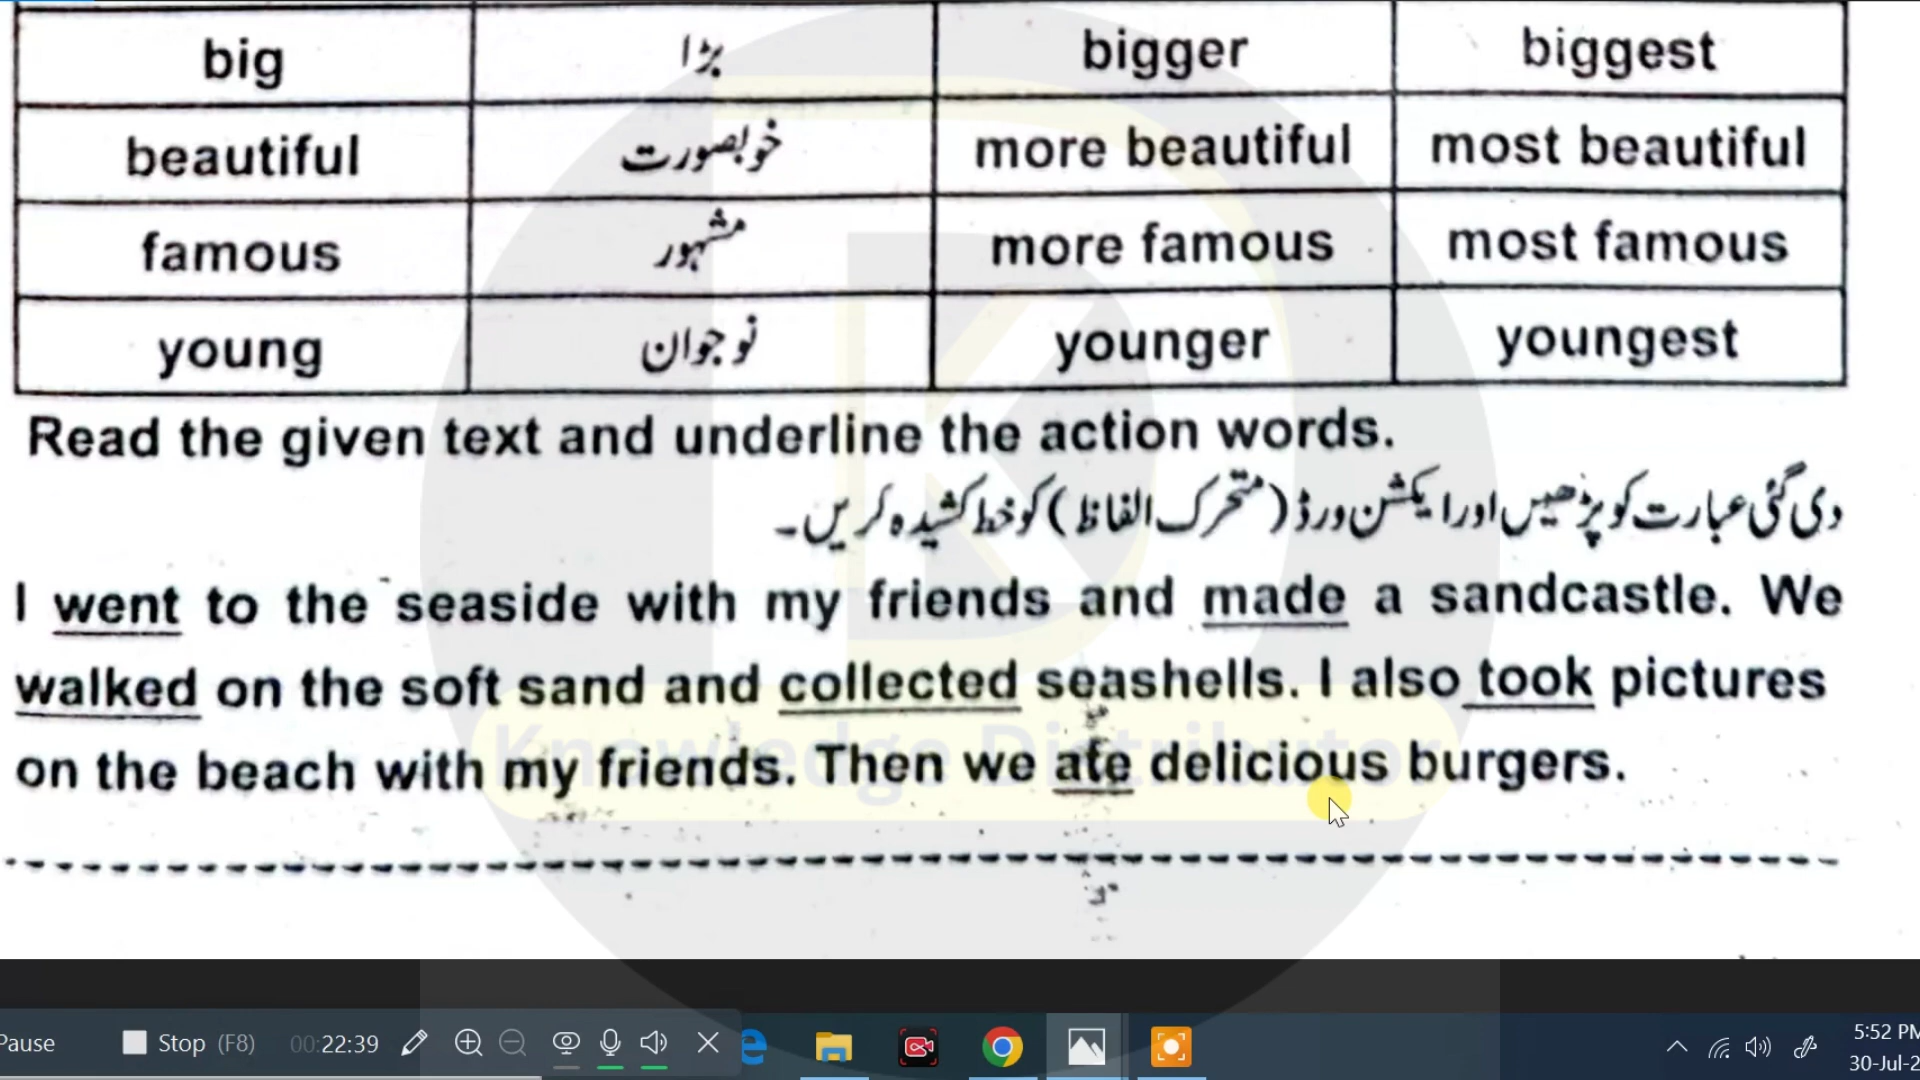 big بڑا bigger biggest
beautiful خوبصورت more beautiful most beautiful
famous مشہور more famous most famous
young نوجوان younger youngest
Read the given text and underline the action words.
دی گئی عبارت کو پڑھیں اور ایکشن ورڈ (متحرک الفاظ) کو خط کشیدہ کریں۔
I went to the seaside with my friends and made a sandcastle. We
walked on the soft sand and collected seashells. I also took pictures
on the beach with my friends. Then we ate delicious burgers.
Knowledge Distributor
Pause Stop (F8) 00:22:39
5:52 PM
30-Jul-2